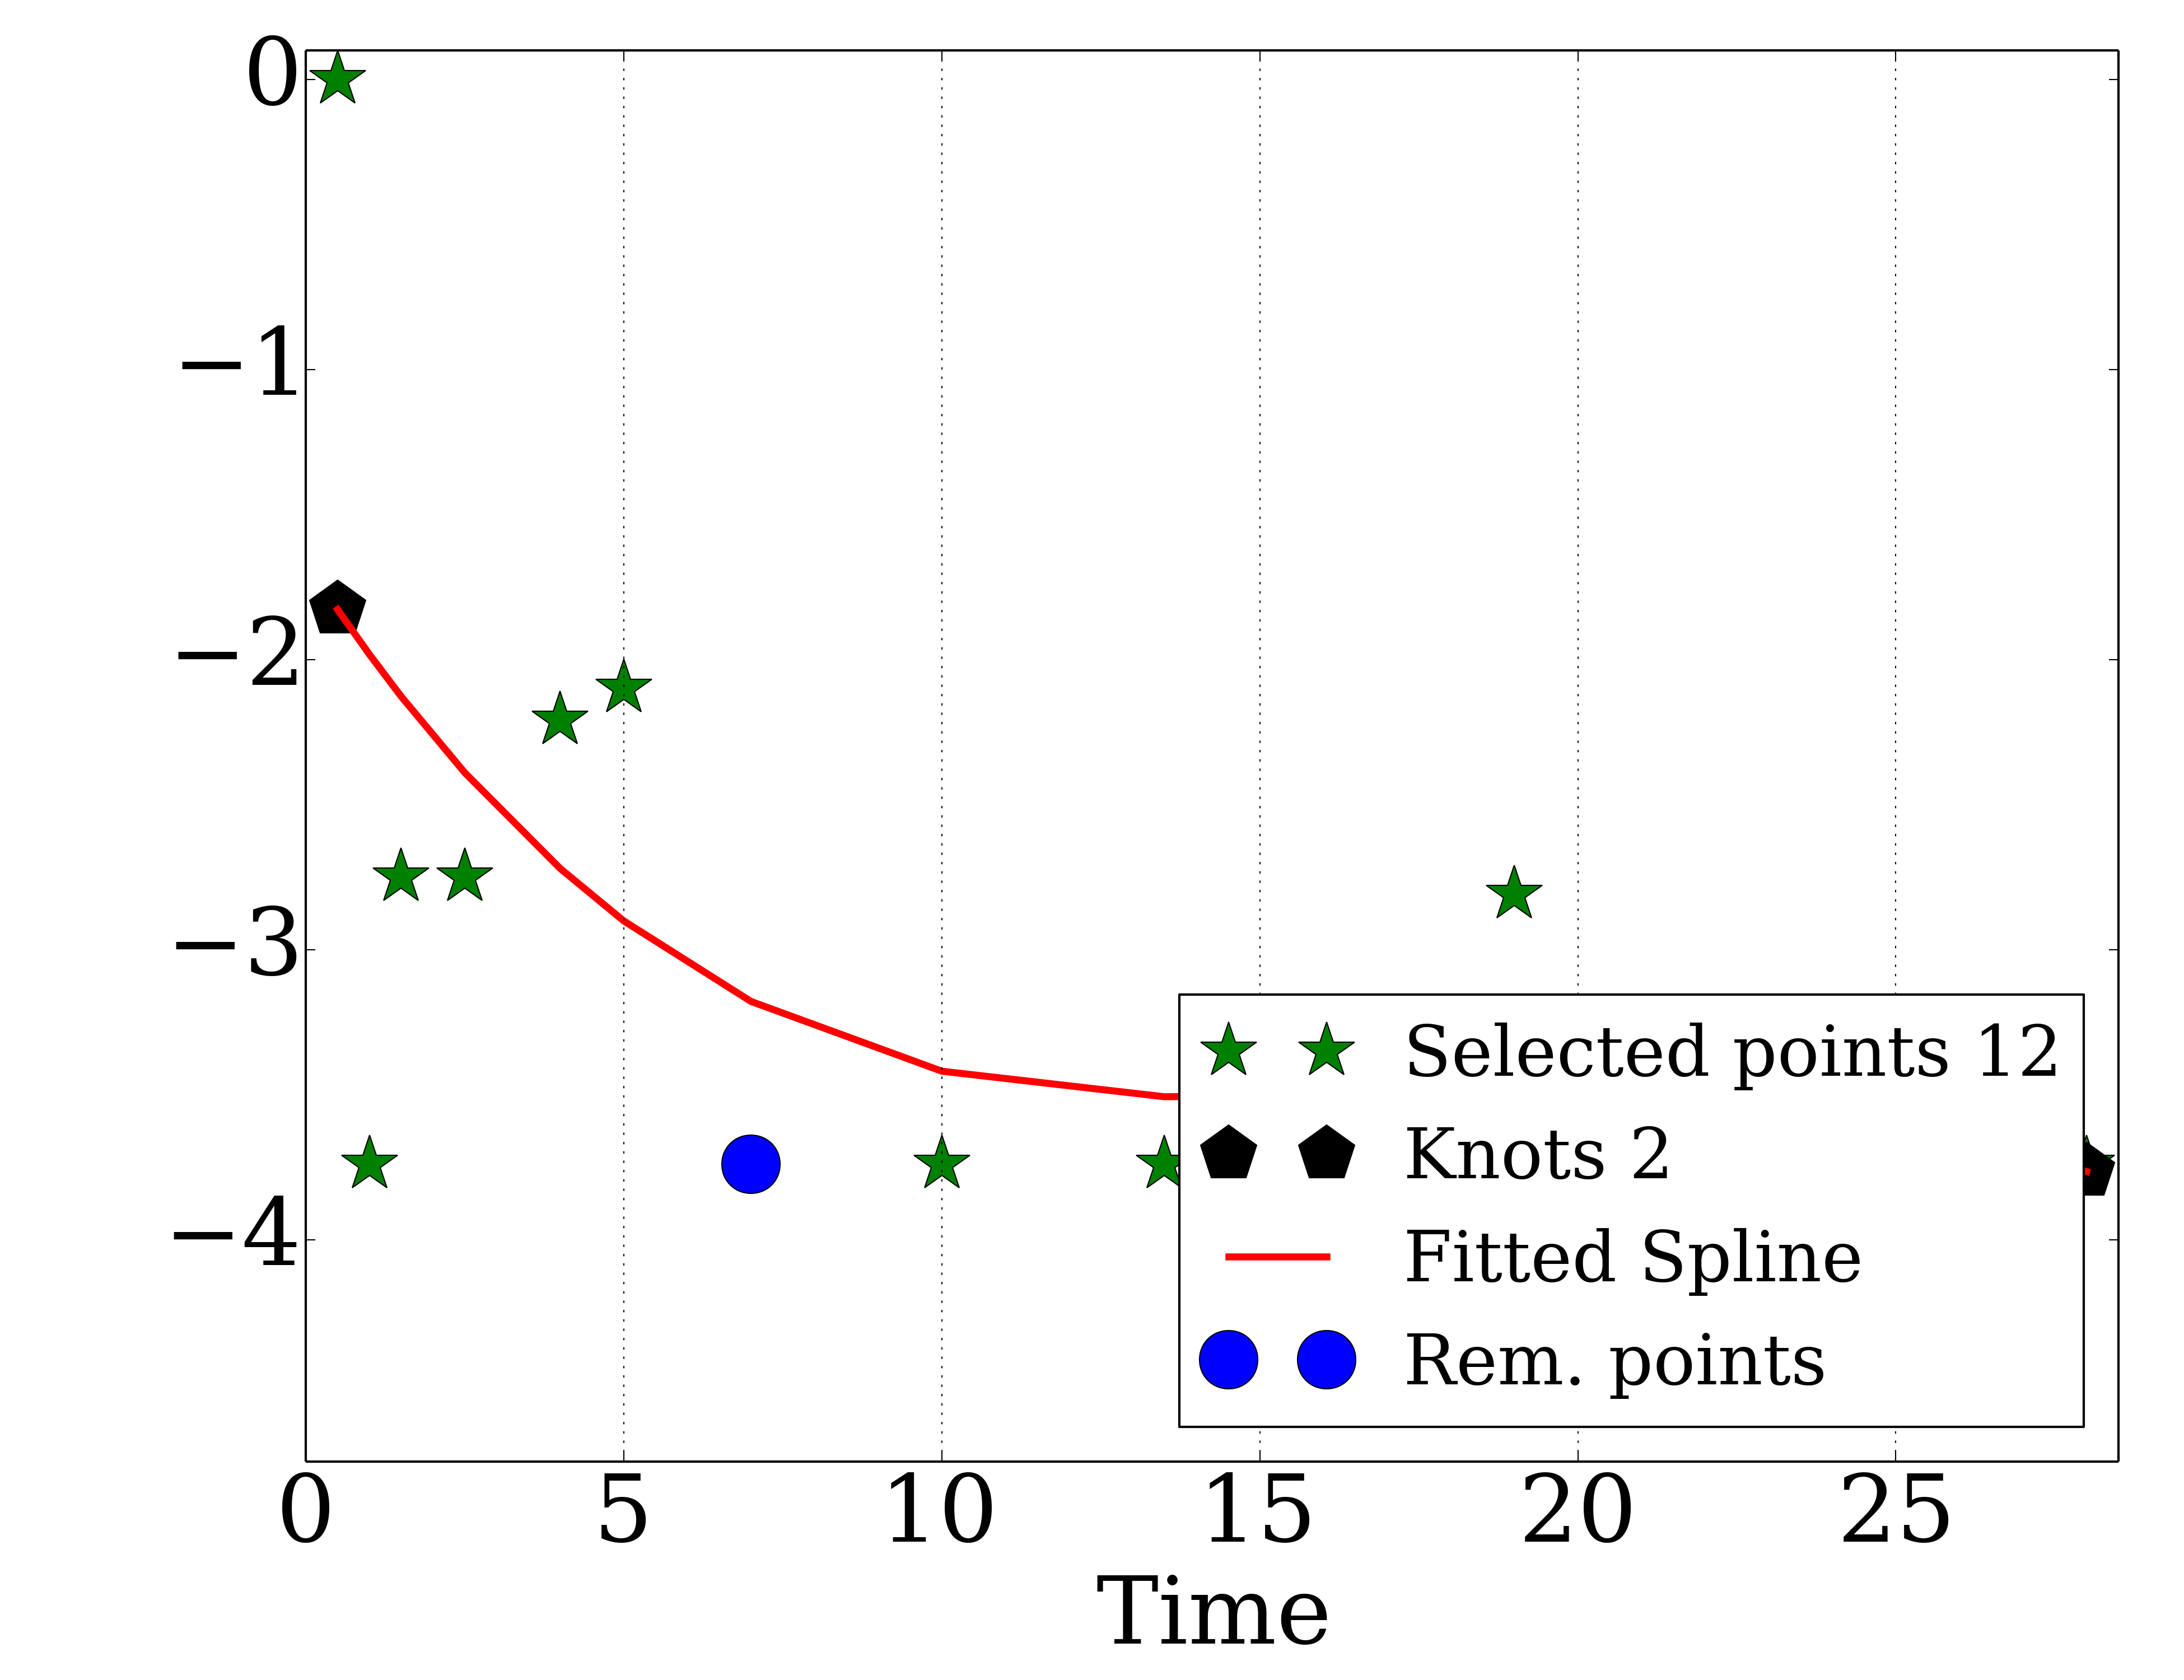 0
−1
−2
−3
−4
Selected points 12
Knots 2
Fitted Spline
Rem. points
0 5 10 15 20 25
Time